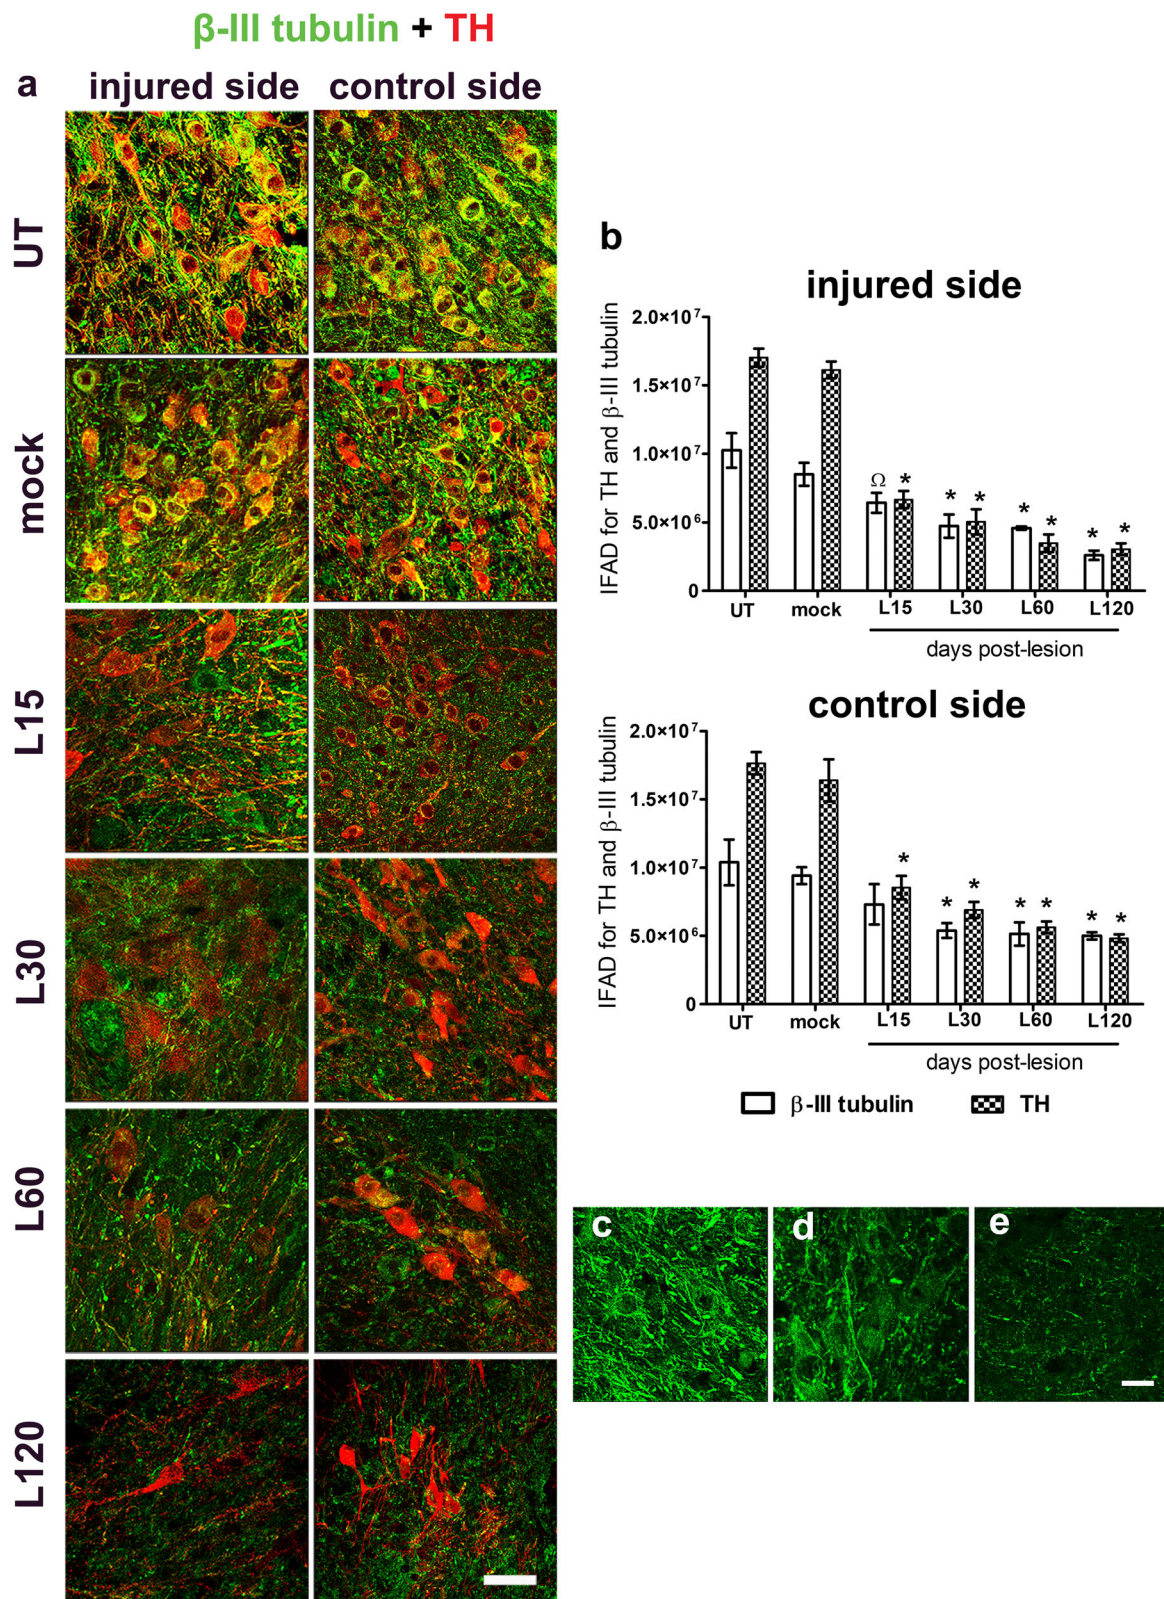 β-III tubulin + TH
a
injured side control side
UT
mock
L15
L30
L60
L120
b
injured side
IFAD for TH and β-III tubulin
2.0×10⁷
1.5×10⁷
1.0×10⁷
5.0×10⁶
0
Ω * * * * * * *
UT mock L15 L30 L60 L120
days post-lesion
control side
IFAD for TH and β-III tubulin
2.0×10⁷
1.5×10⁷
1.0×10⁷
5.0×10⁶
0
* * * * * * *
UT mock L15 L30 L60 L120
days post-lesion
β-III tubulin TH
c d e